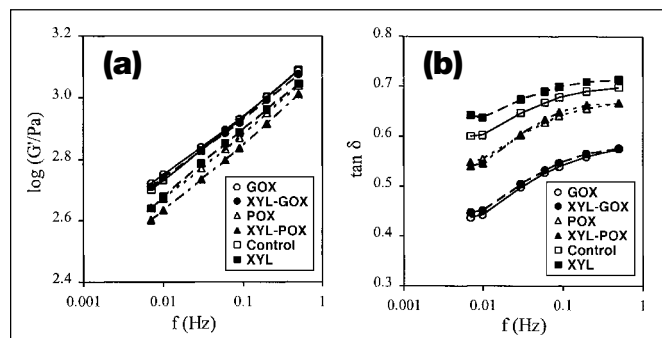 (a)
log (G'/Pa)
3.2
3.0
2.8
2.6
2.4
0.001
0.01
0.1
1
f (Hz)
GOX
XYL-GOX
POX
XYL-POX
Control
XYL
(b)
tan δ
0.8
0.7
0.6
0.5
0.4
0.3
0.001
0.01
0.1
1
f (Hz)
GOX
XYL-GOX
POX
XYL-POX
Control
XYL